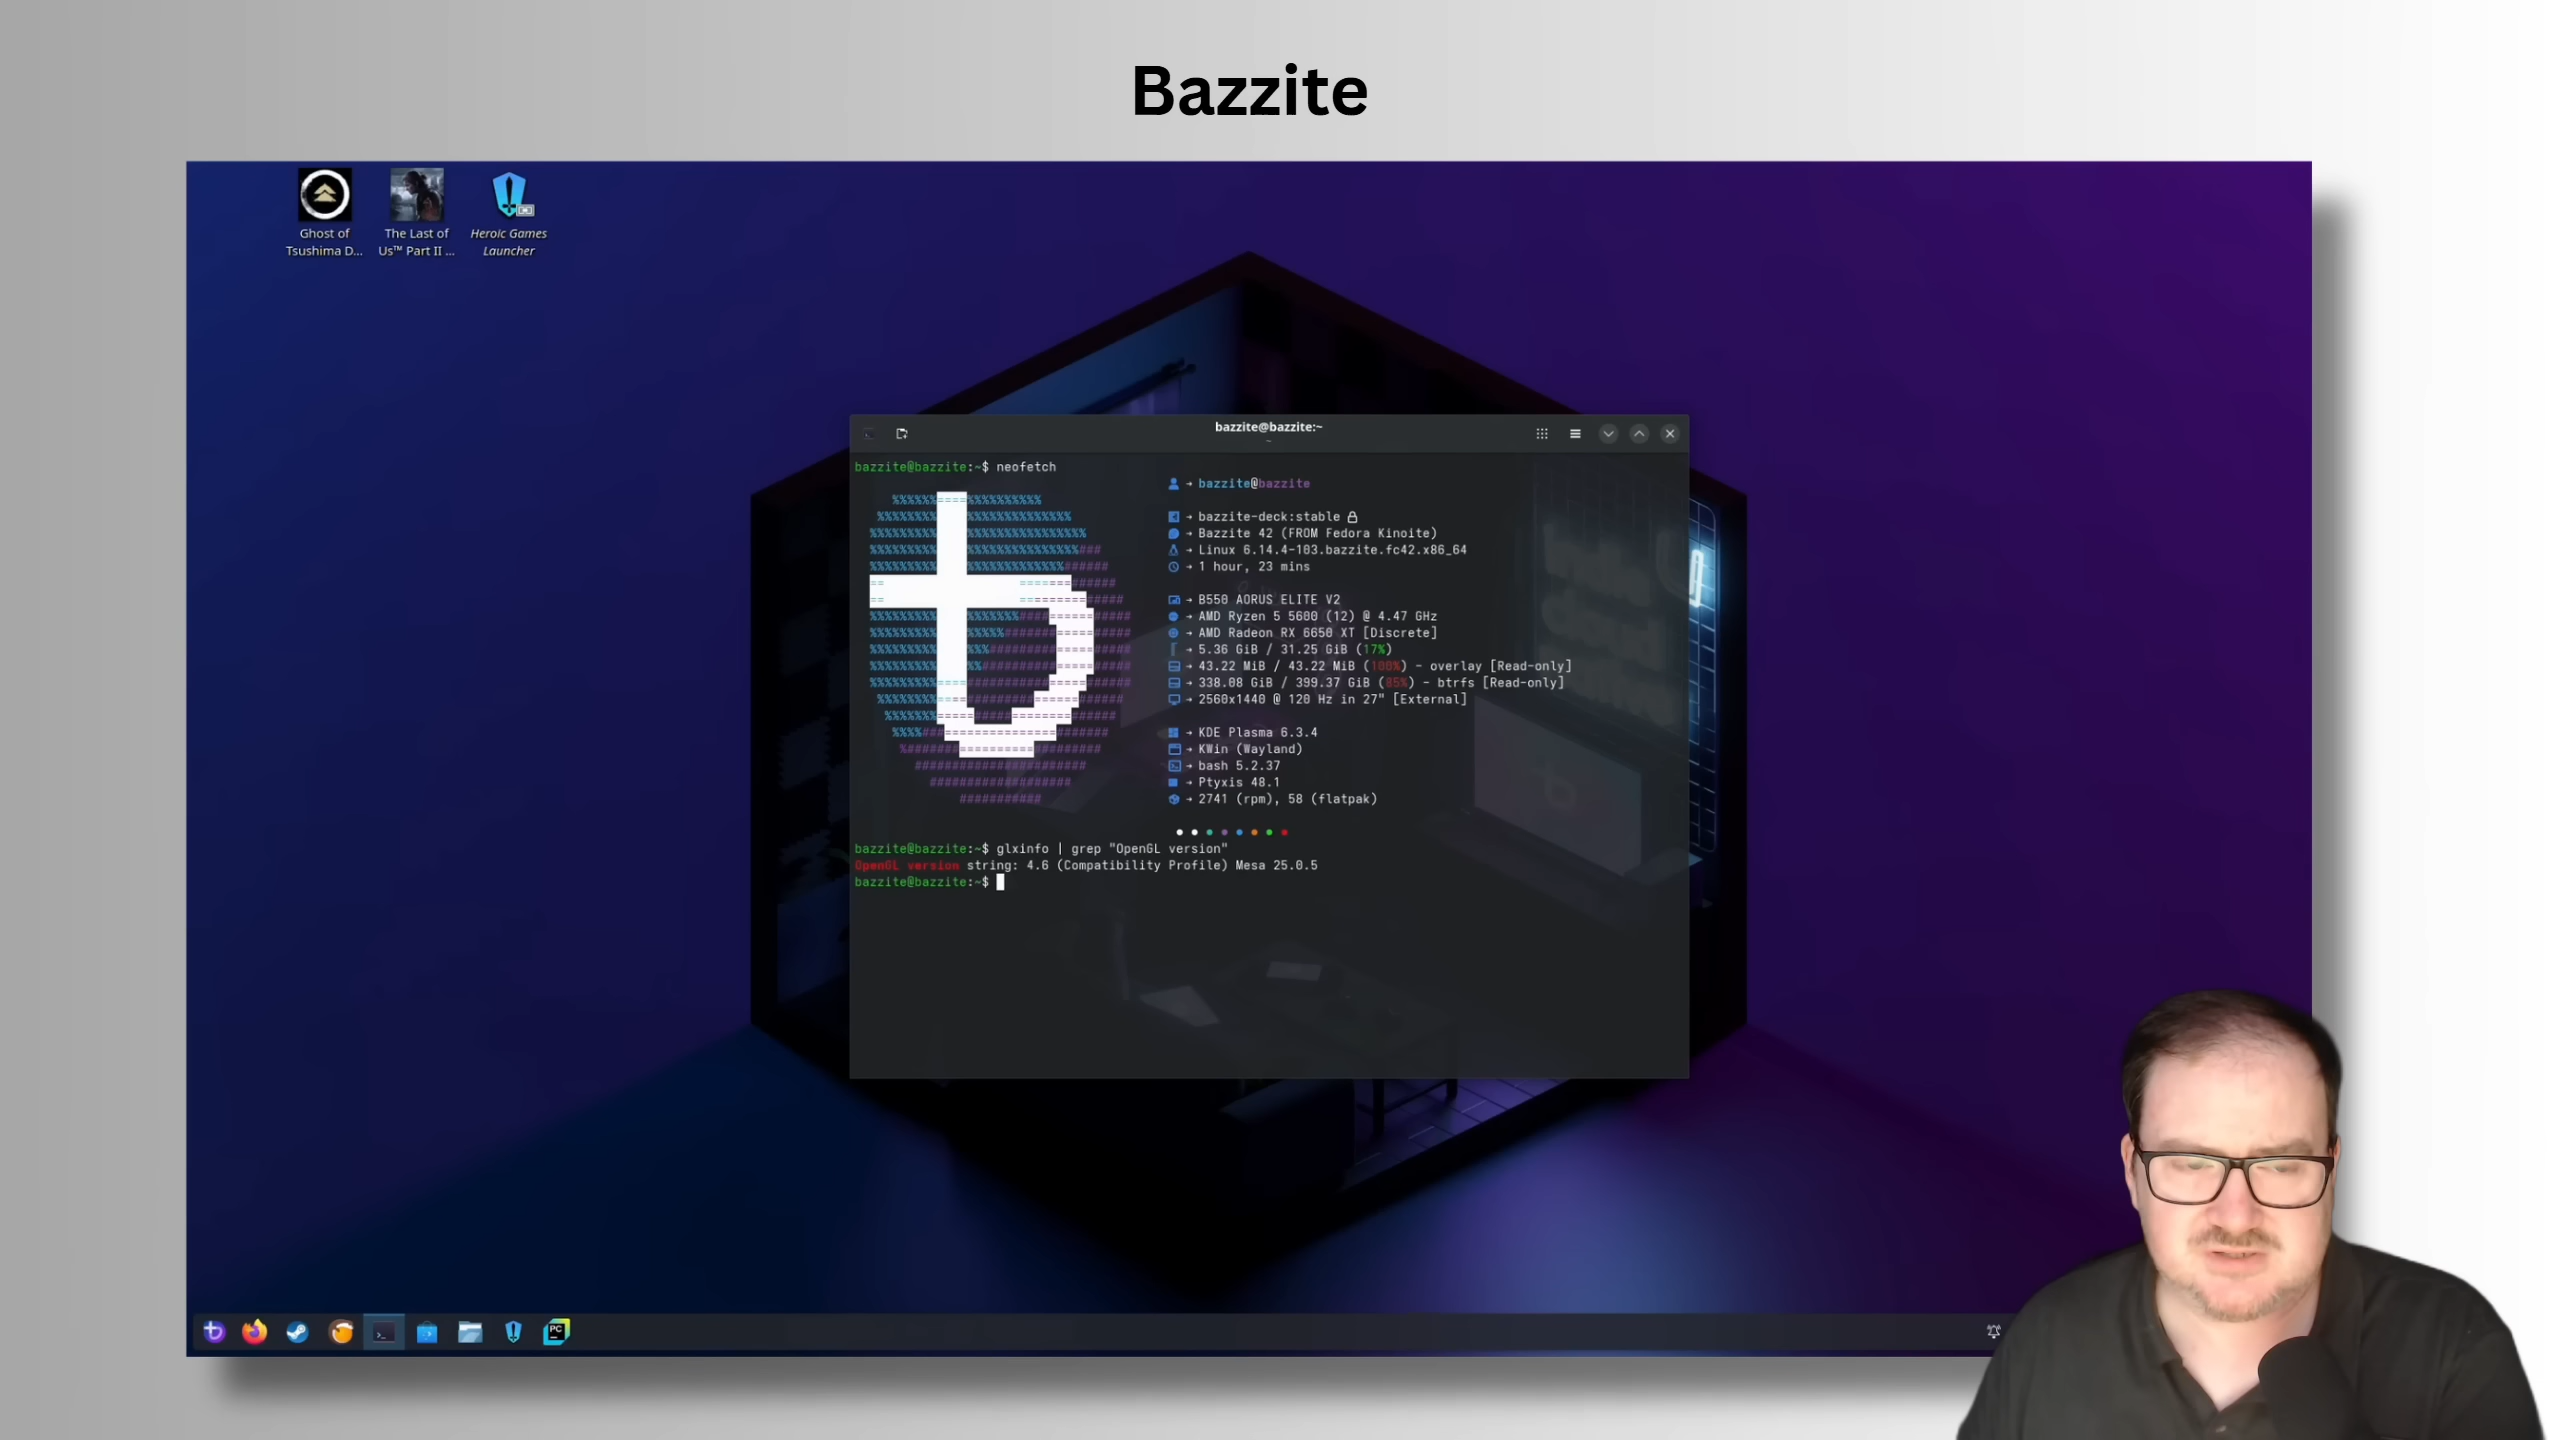 Bazzite
Ghost of
Tsushima D...
The Last of
Us™ Part II ...
Heroic Games
Launcher
bazzite@bazzite:~
~
bazzite@bazzite:~$ neofetch
bazzite@bazzite
bazzite-deck:stable
Bazzite 42 (FROM Fedora Kinoite)
Linux 6.14.4-103.bazzite.fc42.x86_64
1 hour, 23 mins
B550 AORUS ELITE V2
AMD Ryzen 5 5600 (12) @ 4.47 GHz
AMD Radeon RX 6650 XT [Discrete]
5.36 GiB / 31.25 GiB (17%)
43.22 MiB / 43.22 MiB (100%) - overlay [Read-only]
338.08 GiB / 399.37 GiB (85%) - btrfs [Read-only]
2560x1440 @ 120 Hz in 27" [External]
KDE Plasma 6.3.4
KWin (Wayland)
bash 5.2.37
Ptyxis 48.1
2741 (rpm), 58 (flatpak)
bazzite@bazzite:~$ glxinfo | grep "OpenGL version"
OpenGL version string: 4.6 (Compatibility Profile) Mesa 25.0.5
bazzite@bazzite:~$
PC